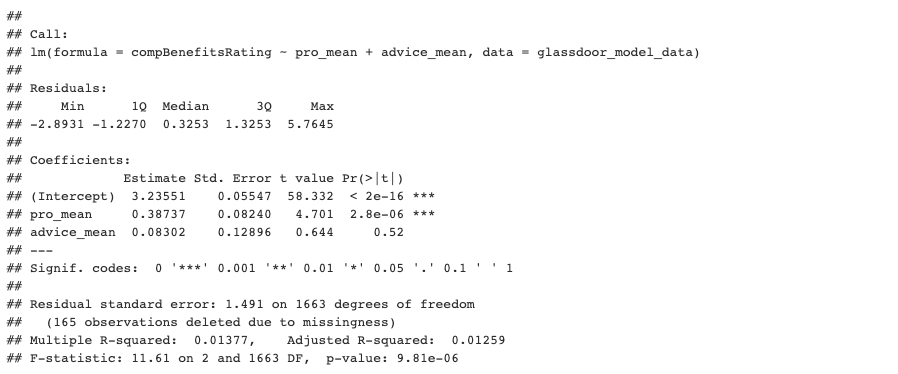 ##
## Call:
## lm(formula = compBenefitsRating ~ pro_mean + advice_mean, data = glassdoor_model_data)
##
## Residuals:
##     Min      1Q  Median      3Q     Max
## -2.8931 -1.2270  0.3253  1.3253  5.7645
##
## Coefficients:
##             Estimate Std. Error t value Pr(>|t|)
## (Intercept)  3.23551    0.05547  58.332  < 2e-16 ***
## pro_mean     0.38737    0.08240   4.701  2.8e-06 ***
## advice_mean  0.08302    0.12896   0.644     0.52
## ---
## Signif. codes:  0 '***' 0.001 '**' 0.01 '*' 0.05 '.' 0.1 ' ' 1
##
## Residual standard error: 1.491 on 1663 degrees of freedom
##   (165 observations deleted due to missingness)
## Multiple R-squared:  0.01377,    Adjusted R-squared:  0.01259
## F-statistic: 11.61 on 2 and 1663 DF,  p-value: 9.81e-06